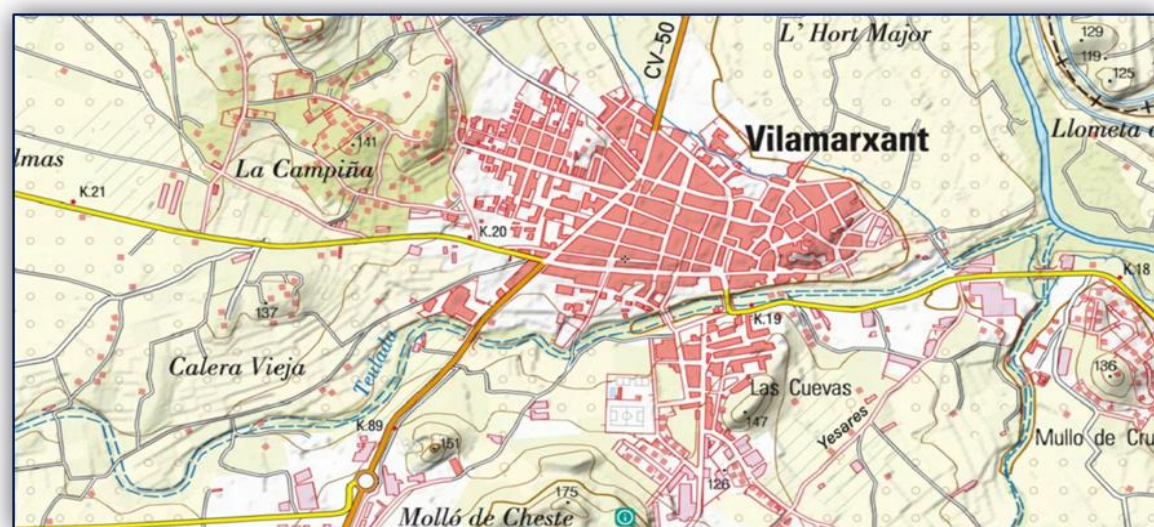 CV-50
L' Hort Major
129
119
125
Vilamarxant
Llometa
141
lmas
La Campiña
K.21
K.20
K.18
137
K.19
Calera Vieja
Teulada
Las Cuevas
136
147
Yesares
K.89
151
Mullo de Cru
126
175
Molló de Cheste